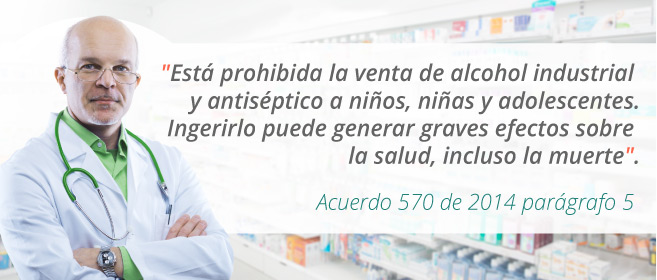 "Está prohibida la venta de alcohol industrial
y antiséptico a niños, niñas y adolescentes.
Ingerirlo puede generar graves efectos sobre
la salud, incluso la muerte".
Acuerdo 570 de 2014 parágrafo 5